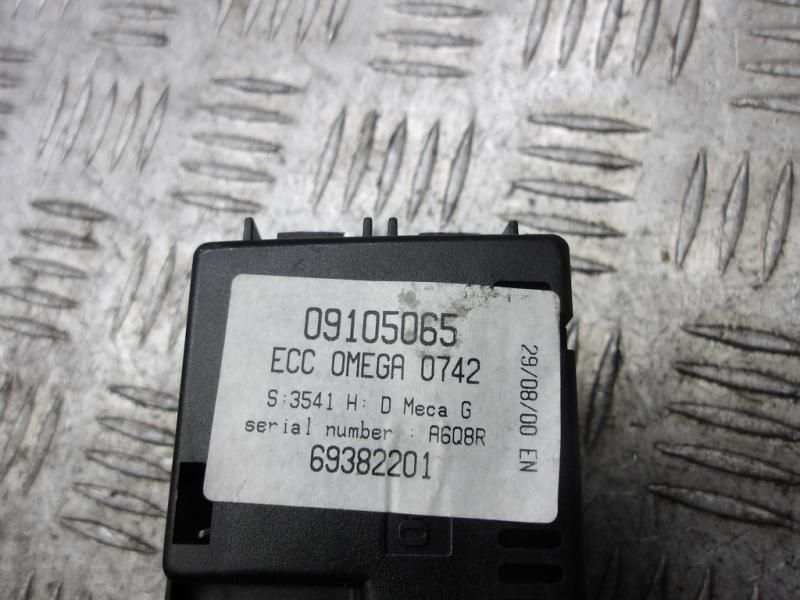 09105065
ECC OMEGA 0742
S:3541 H: D Meca G
serial number : A6Q8R
69382201
29/08/00 EN